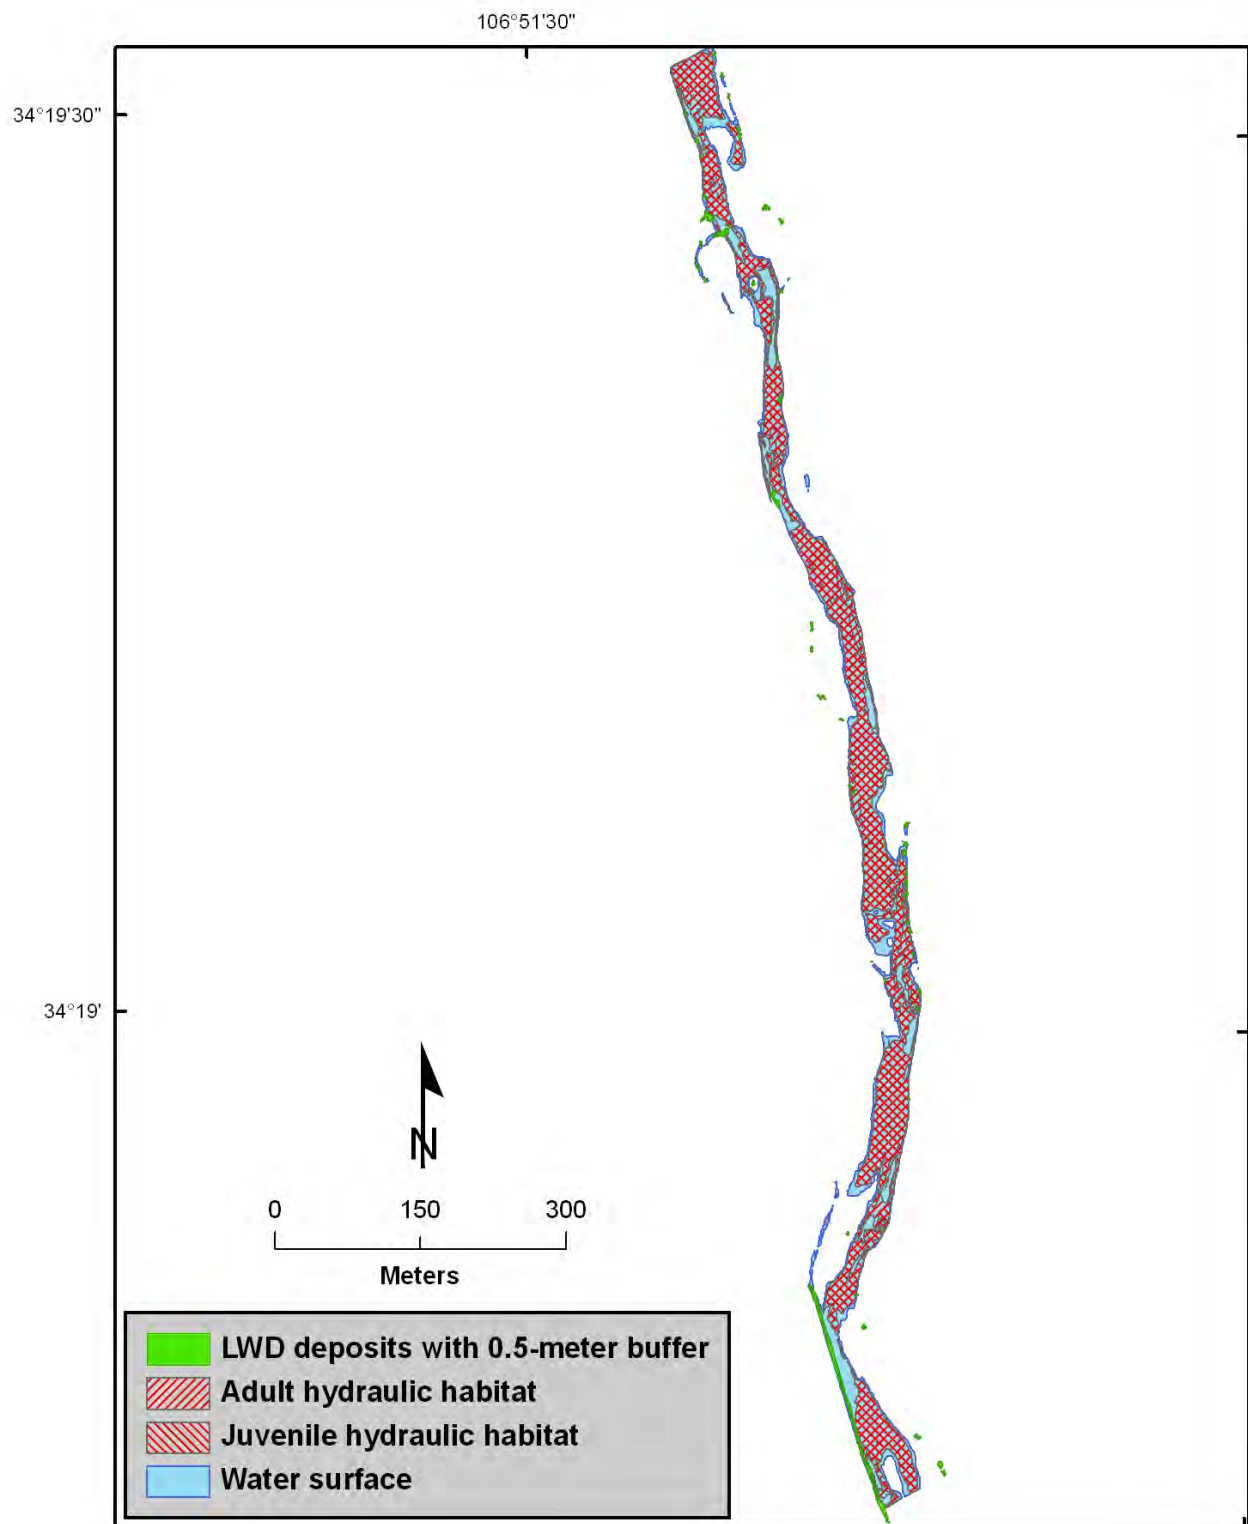 106°51'30"
34°19'30"
34°19'
N
0 150 300
Meters
LWD deposits with 0.5-meter buffer
Adult hydraulic habitat
Juvenile hydraulic habitat
Water surface